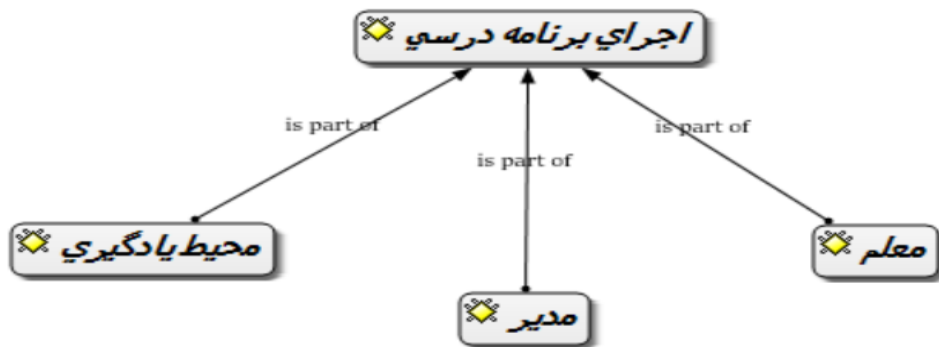 اجراي برنامه درسي
is part of
is part of
is part of
محيط يادگيري
معلم
مدير